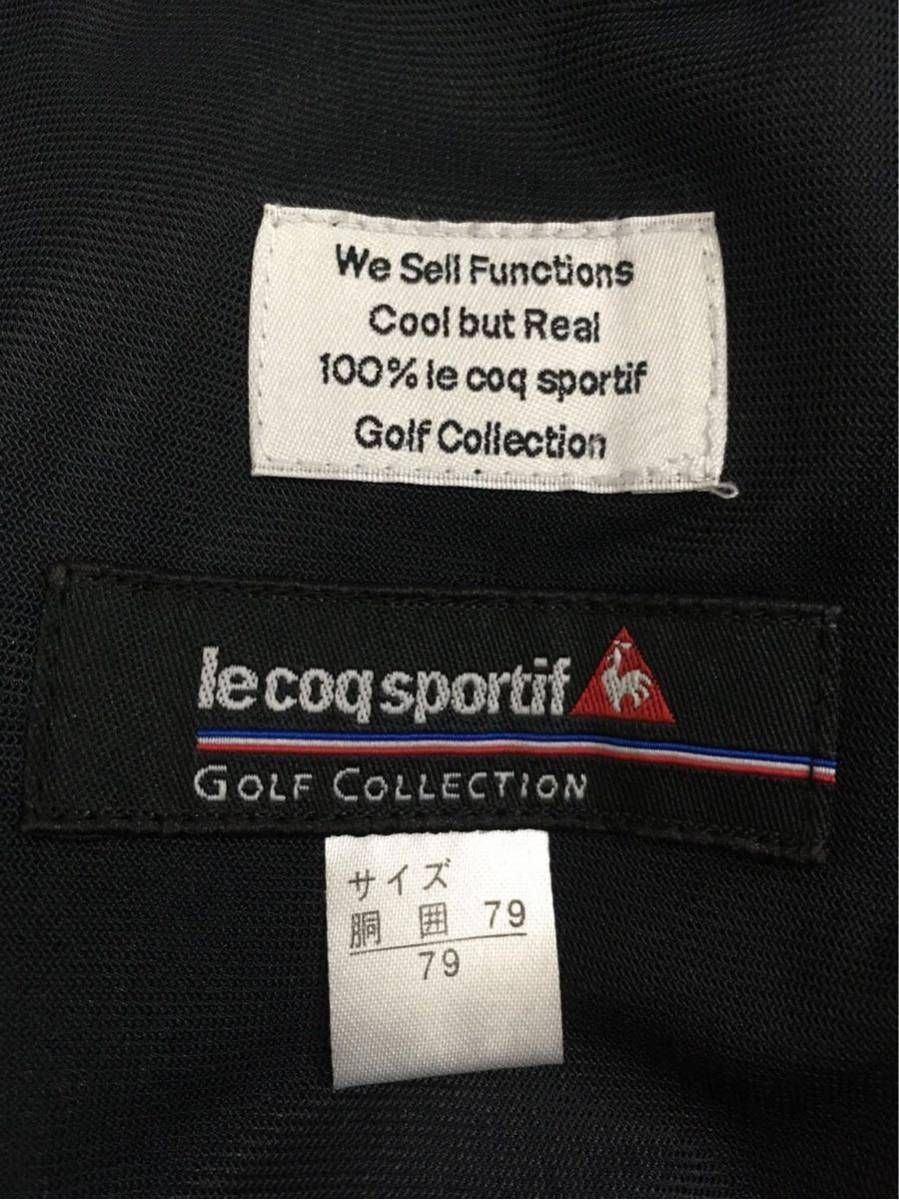 We Sell Functions
Cool but Real
100% le coq sportif
Golf Collection
le coq sportif
GOLF COLLECTION
サイズ
胴囲 79
79